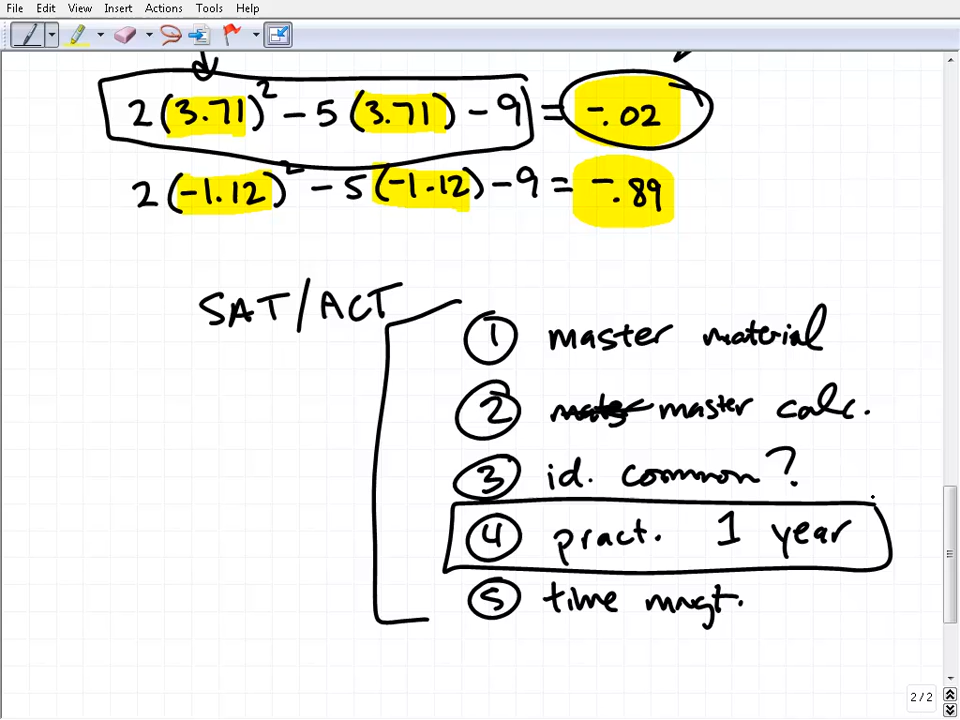 File Edit View Insert Actions Tools Help
2(3.71)² - 5(3.71) - 9 = -.02
2(-1.12)² - 5(-1.12) - 9 = -.89
SAT/ACT
1 master material
2 master calc.
3 id. common?
4 pract. 1 year
5 time mngt.
2/2